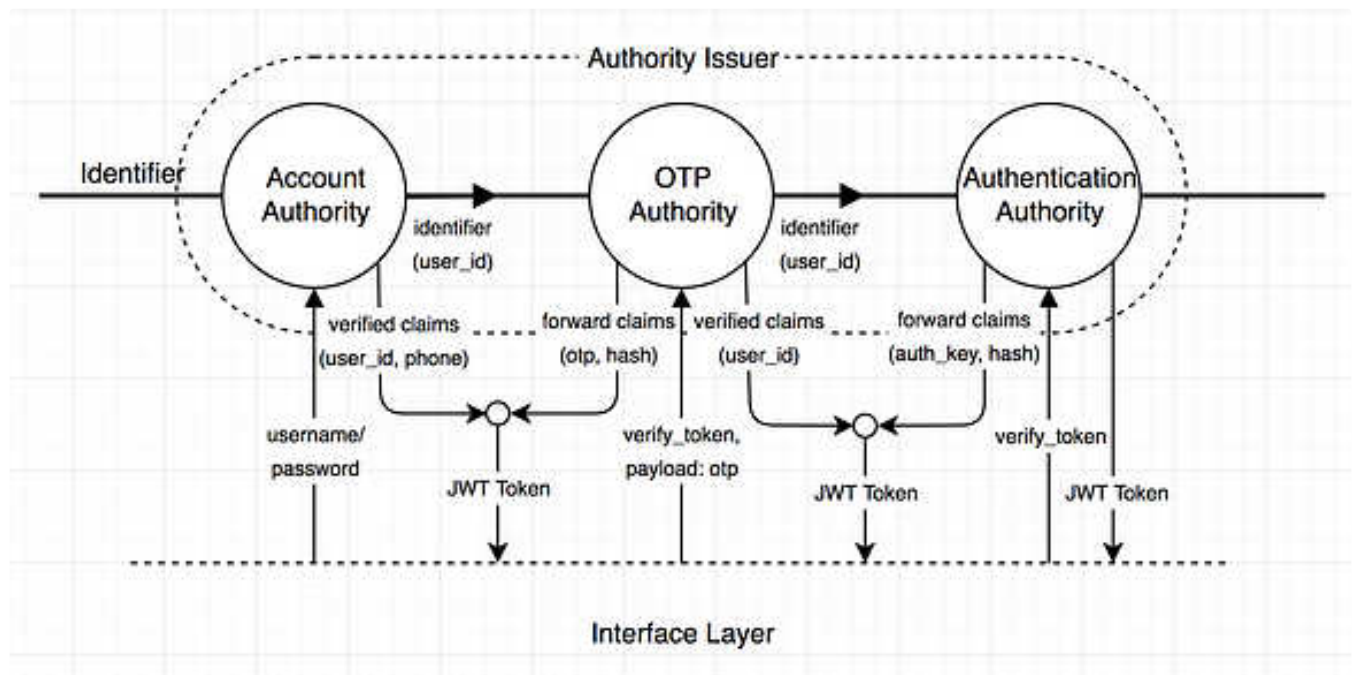 Authority Issuer
Identifier
Account
Authority
OTP
Authority
Authentication
Authority
identifier
(user_id)
identifier
(user_id)
verified claims
(user_id, phone)
forward claims
(otp, hash)
verified claims
(user_id)
forward claims
(auth_key, hash)
username/
password
JWT Token
verify_token,
payload: otp
JWT Token
verify_token
JWT Token
Interface Layer